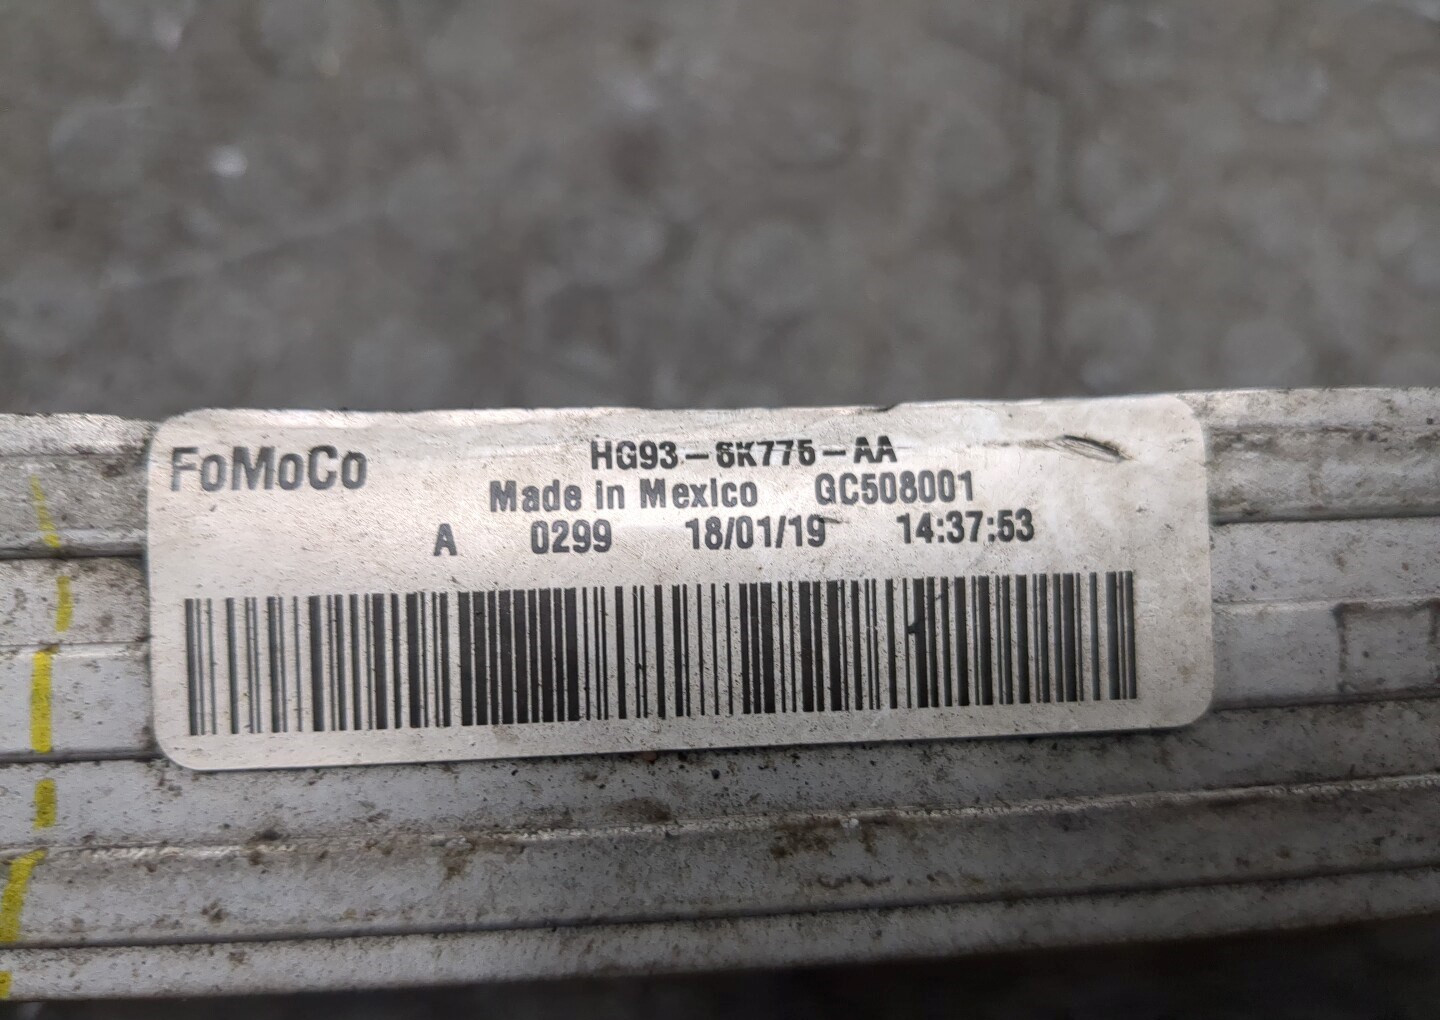 FoMoCo HG93-6K775-AA
Made in Mexico GC508001
A 0299 18/01/19 14:37:53